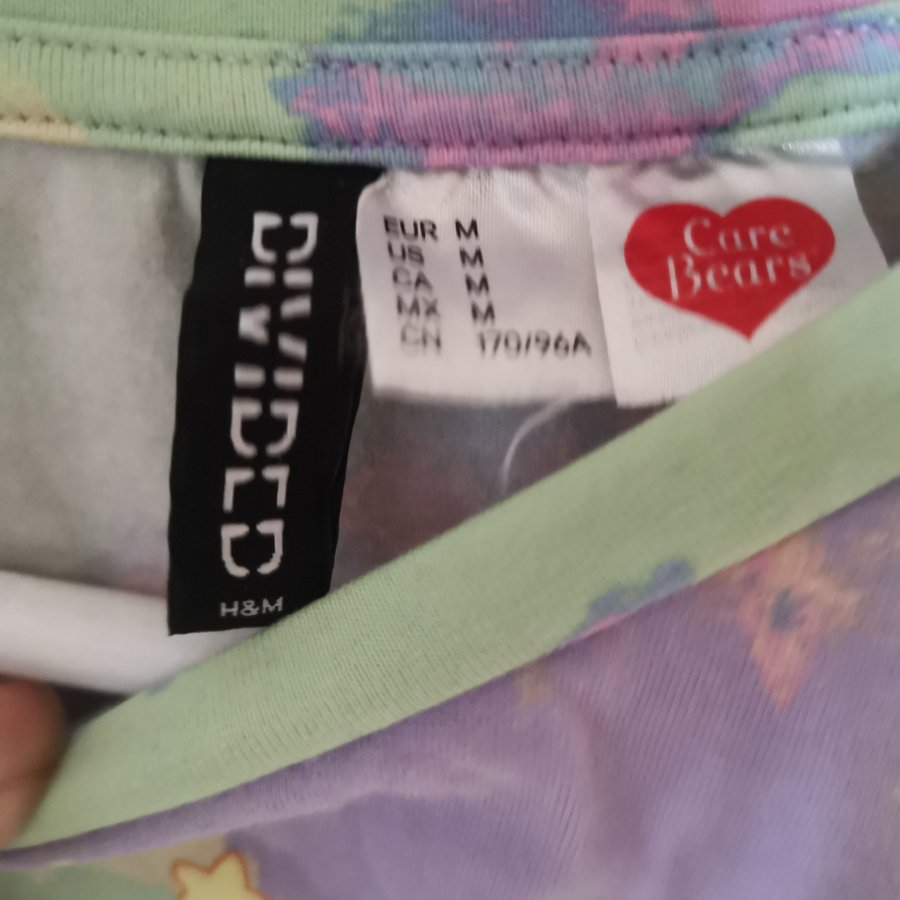 DIVIDED
H&M
EUR M
US M
CA M
MX M
CN 170/96A
Care
Bears